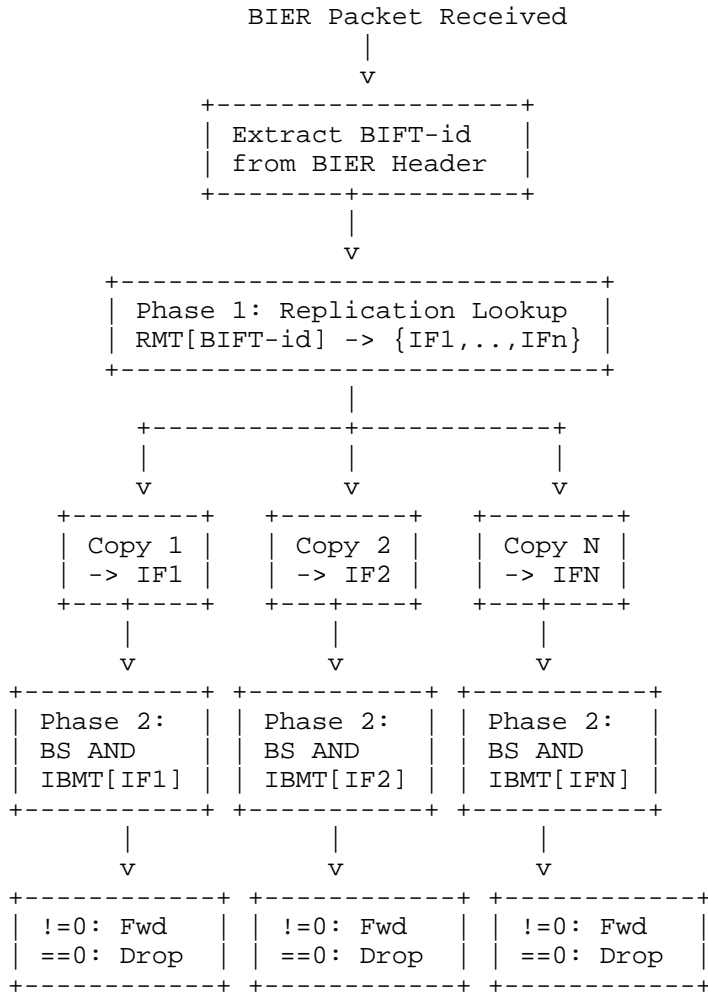 BIER Packet Received
|
v
+-------------------+
| Extract BIFT-id |
| from BIER Header |
+--------+----------+
|
v
+-----------------------------+
| Phase 1: Replication Lookup |
| RMT[BIFT-id] -> {IF1,..,IFn} |
+-----------------------------+
|
+------------+------------+
| | |
v v v
+--------+ +--------+ +--------+
| Copy 1 | | Copy 2 | | Copy N |
| -> IF1 | | -> IF2 | | -> IFN |
+---+----+ +---+----+ +---+----+
| | |
v v v
+-----------+ +-----------+ +-----------+
| Phase 2: | | Phase 2: | | Phase 2: |
| BS AND | | BS AND | | BS AND |
| IBMT[IF1] | | IBMT[IF2] | | IBMT[IFN] |
+-----------+ +-----------+ +-----------+
| | |
v v v
+------------+ +------------+ +------------+
| !=0: Fwd | | !=0: Fwd | | !=0: Fwd |
| ==0: Drop | | ==0: Drop | | ==0: Drop |
+------------+ +------------+ +------------+